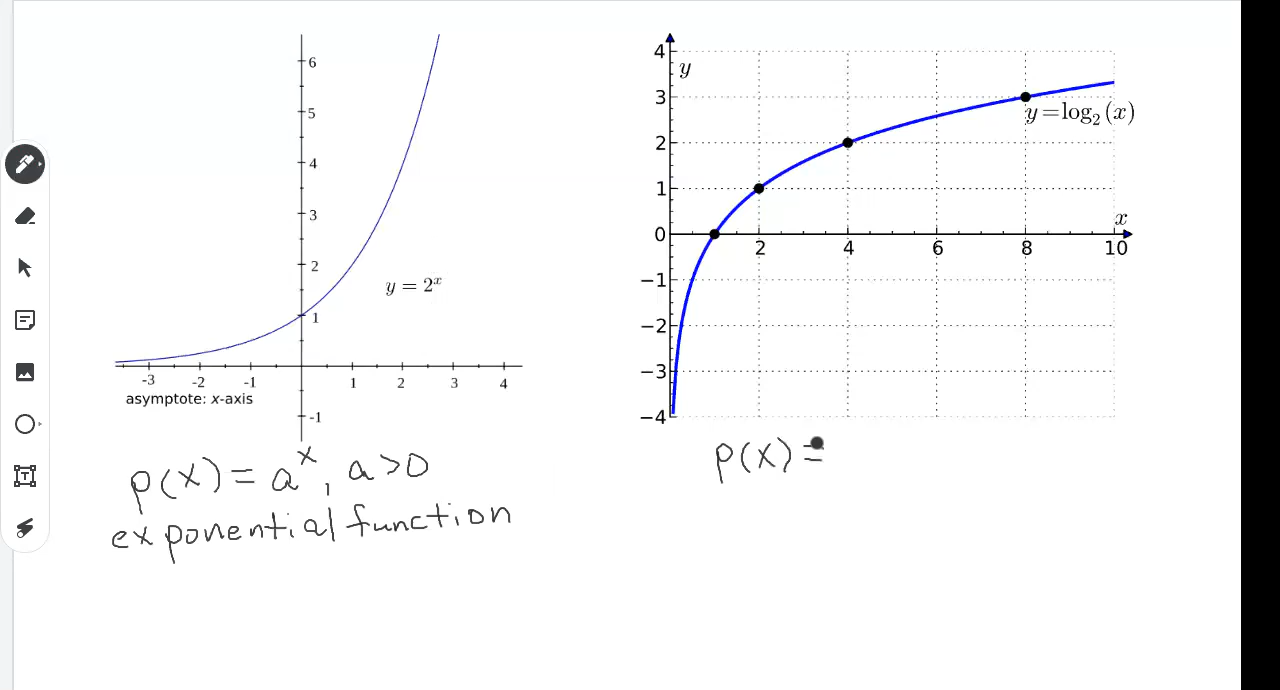 6
5
4
3
2
1
-1
-3 -2 -1 1 2 3 4
y = 2^x
asymptote: x-axis
p(x) = a^x, a>0
exponential function
4
3
2
1
0
−1
−2
−3
−4
y
y=log₂(x)
x
2 4 6 8 10
p(x) =
T